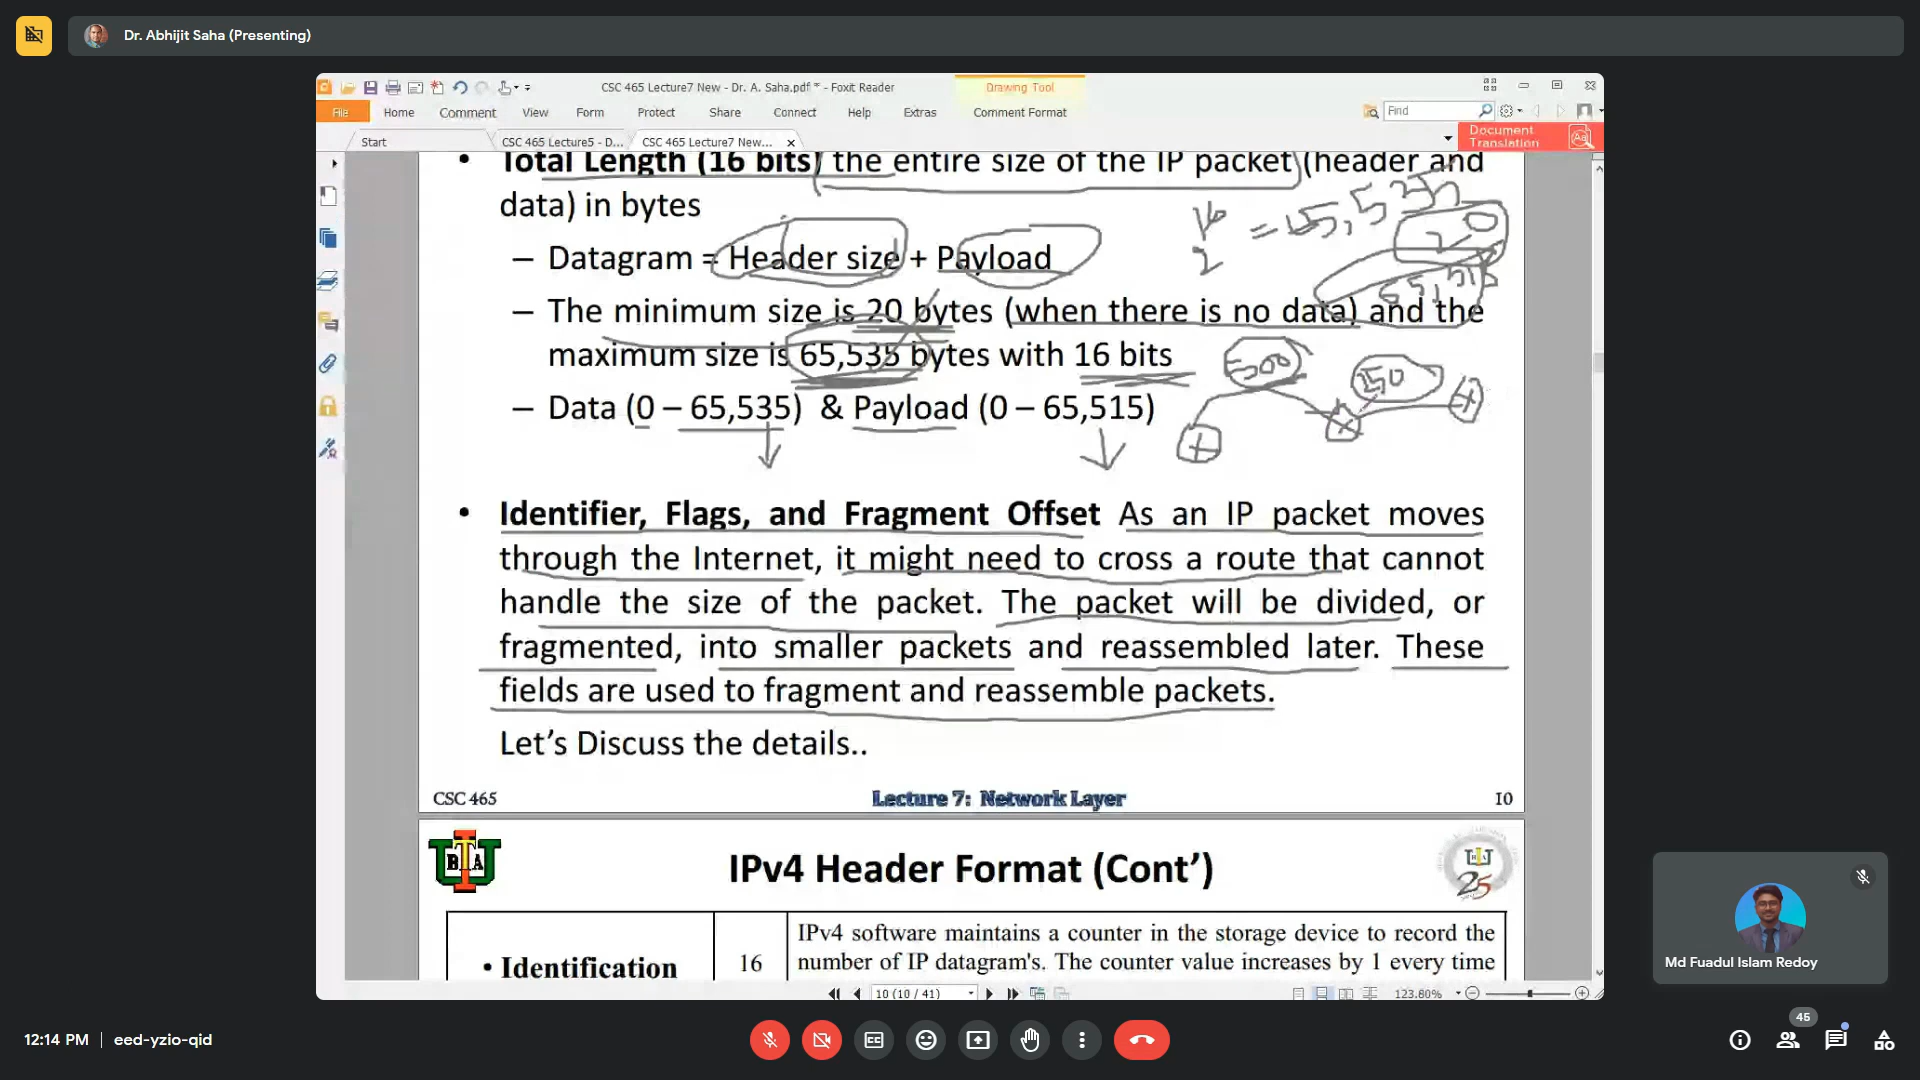 Dr. Abhijit Saha (Presenting)
CSC 465 Lecture7 New - Dr. A. Saha.pdf * - Foxit Reader
Drawing Tool
File Home Comment View Form Protect Share Connect Help Extras Comment Format
Find
Start
CSC 465 Lecture5 - D...
CSC 465 Lecture7 New...
Document
Translation
• Total Length (16 bits) the entire size of the IP packet (header and
data) in bytes
– Datagram = Header size + Payload
– The minimum size is 20 bytes (when there is no data) and the
maximum size is 65,535 bytes with 16 bits
– Data (0 – 65,535) & Payload (0 – 65,515)
20
500
• Identifier, Flags, and Fragment Offset As an IP packet moves
through the Internet, it might need to cross a route that cannot
handle the size of the packet. The packet will be divided, or
fragmented, into smaller packets and reassembled later. These
fields are used to fragment and reassemble packets.
Let’s Discuss the details..
CSC 465
Lecture 7: Network Layer
10
IUBAT
IPv4 Header Format (Cont’)
25
• Identification
16
IPv4 software maintains a counter in the storage device to record the
number of IP datagram's. The counter value increases by 1 every time
10 (10 / 41)
123.80%
Md Fuadul Islam Redoy
12:14 PM | eed-yzio-qid
45